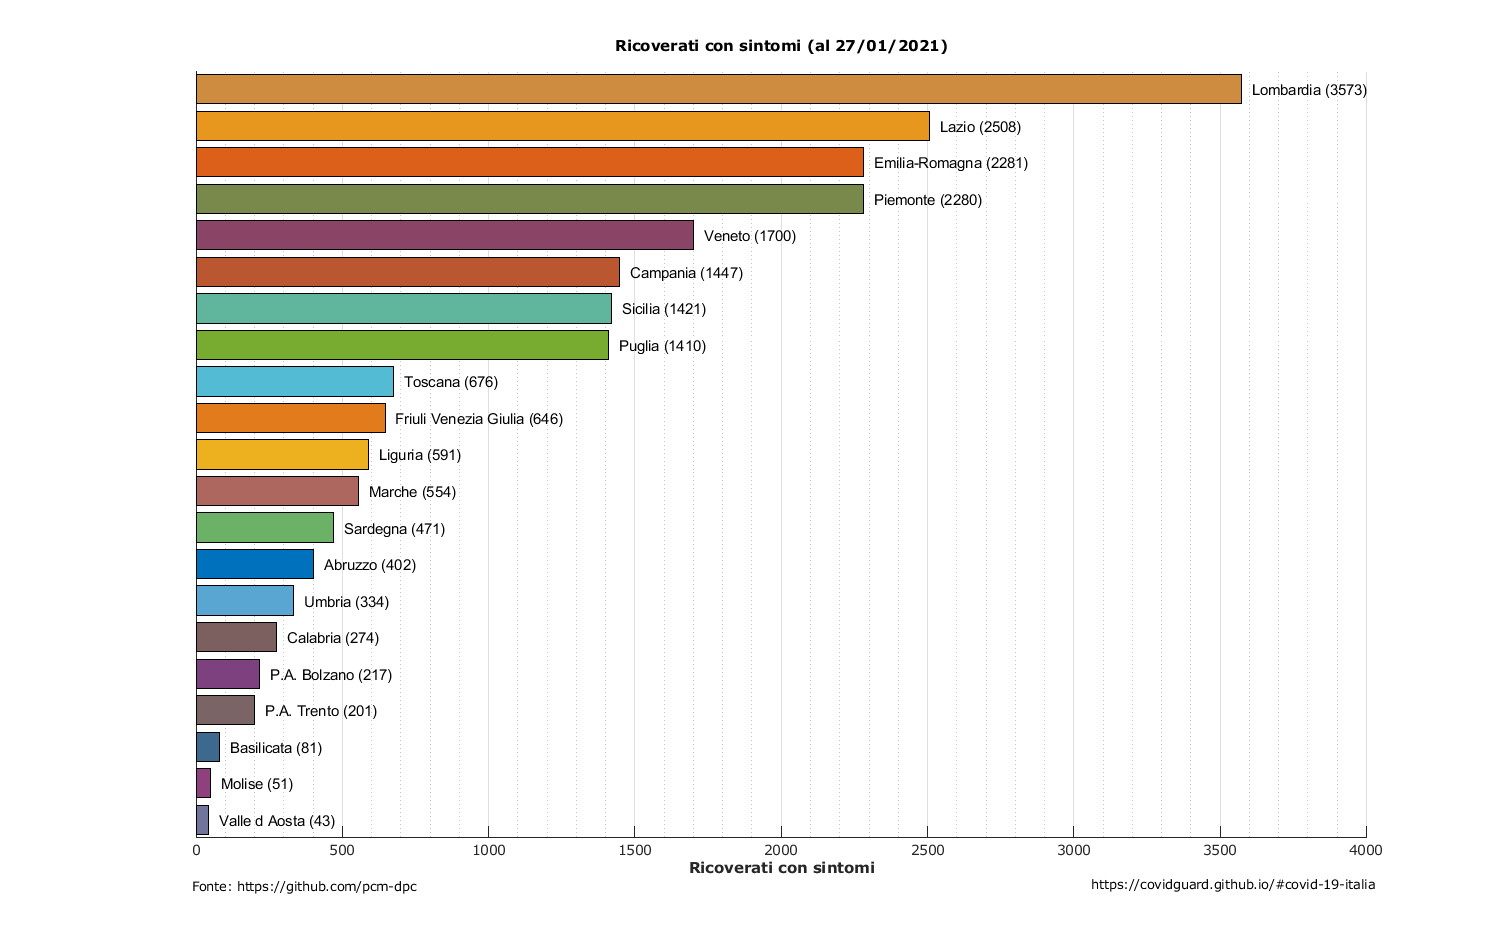 Ricoverati con sintomi (al 27/01/2021)
Lombardia (3573)
Lazio (2508)
Emilia-Romagna (2281)
Piemonte (2280)
Veneto (1700)
Campania (1447)
Sicilia (1421)
Puglia (1410)
Toscana (676)
Friuli Venezia Giulia (646)
Liguria (591)
Marche (554)
Sardegna (471)
Abruzzo (402)
Umbria (334)
Calabria (274)
P.A. Bolzano (217)
P.A. Trento (201)
Basilicata (81)
Molise (51)
Valle d Aosta (43)
0 500 1000 1500 2000 2500 3000 3500 4000
Ricoverati con sintomi
Fonte: https://github.com/pcm-dpc
https://covidguard.github.io/#covid-19-italia